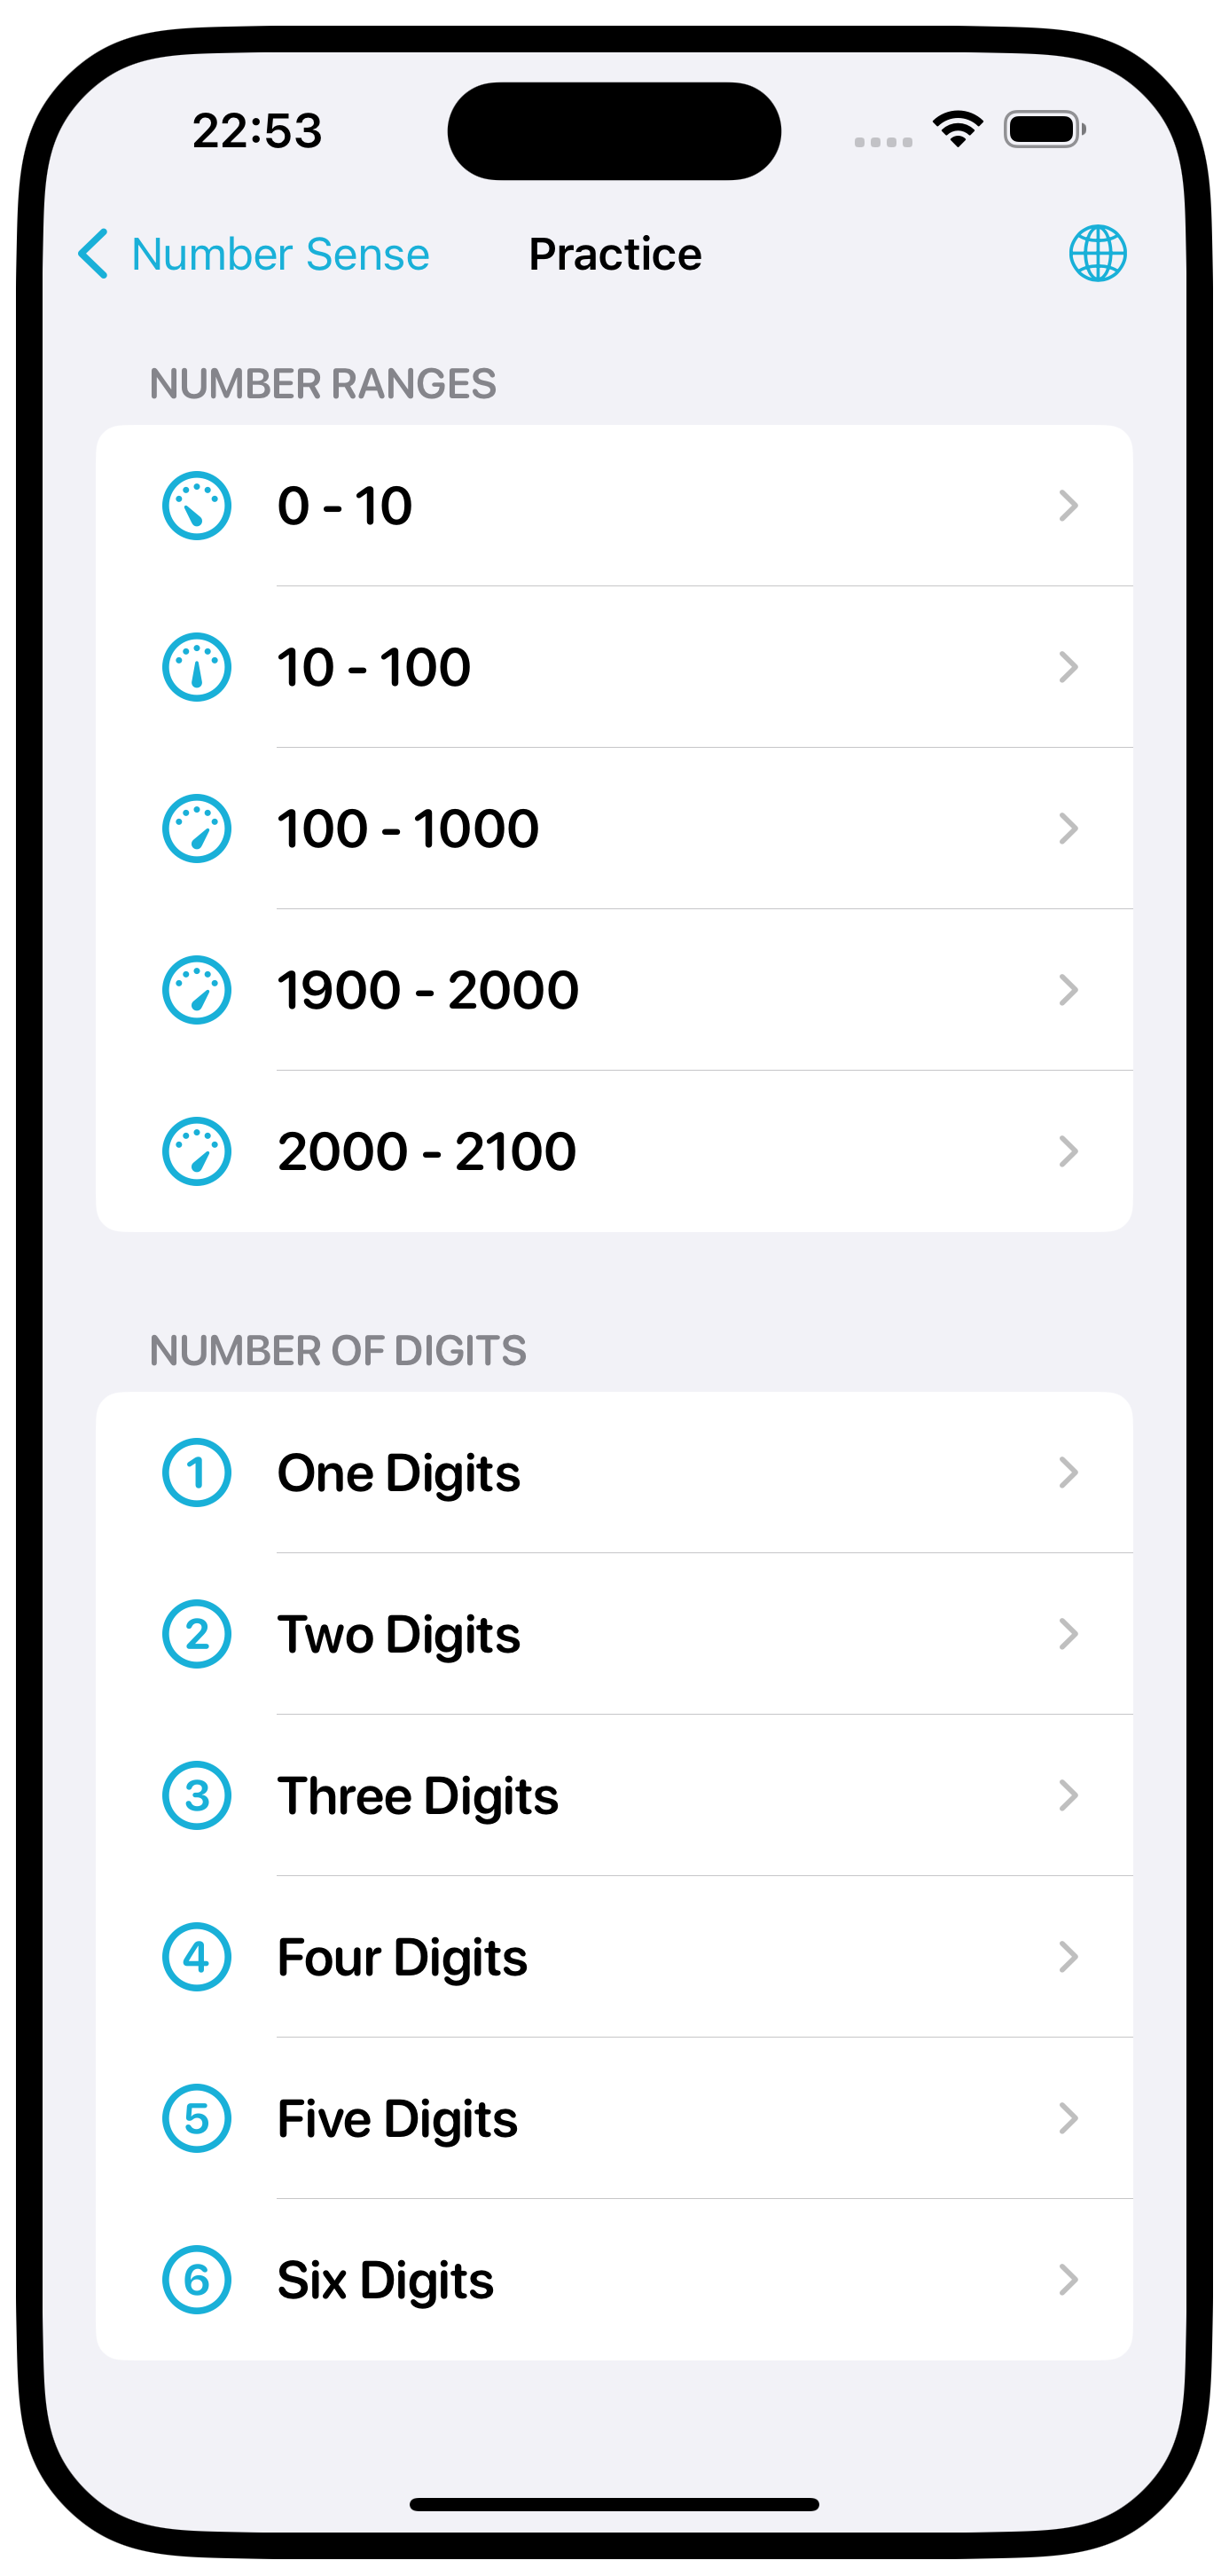 22:53
Number Sense Practice
NUMBER RANGES
0 - 10
10 - 100
100 - 1000
1900 - 2000
2000 - 2100
NUMBER OF DIGITS
1 One Digits
2 Two Digits
3 Three Digits
4 Four Digits
5 Five Digits
6 Six Digits